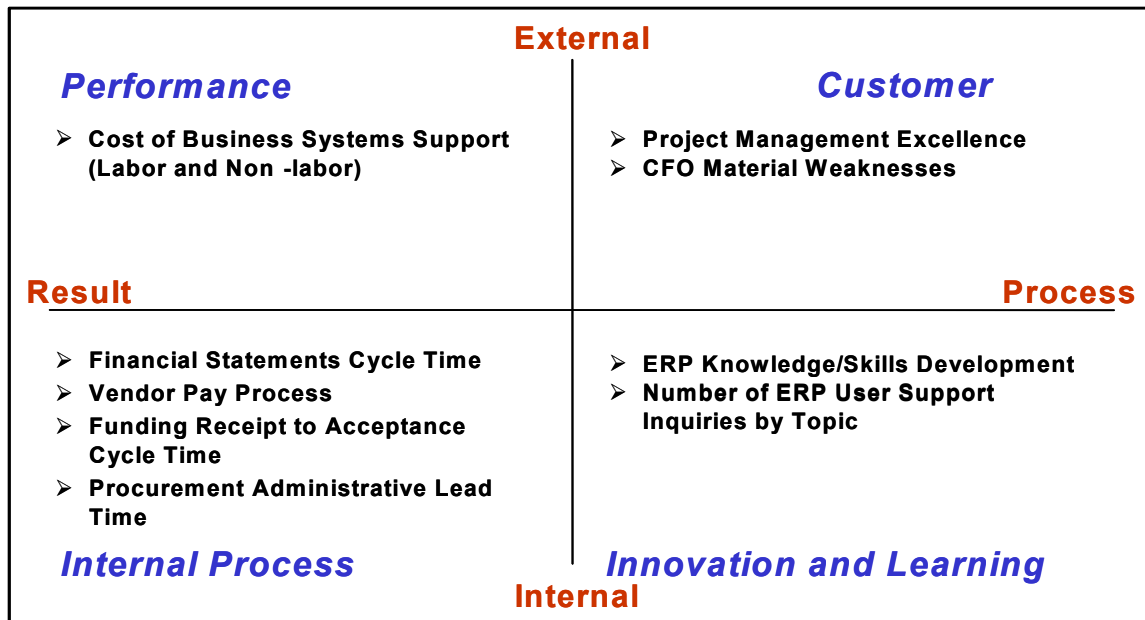 External
Performance
Customer
➢ Cost of Business Systems Support
(Labor and Non -labor)
➢ Project Management Excellence
➢ CFO Material Weaknesses
Result
Process
➢ Financial Statements Cycle Time
➢ Vendor Pay Process
➢ Funding Receipt to Acceptance
Cycle Time
➢ Procurement Administrative Lead
Time
➢ ERP Knowledge/Skills Development
➢ Number of ERP User Support
Inquiries by Topic
Internal Process
Innovation and Learning
Internal